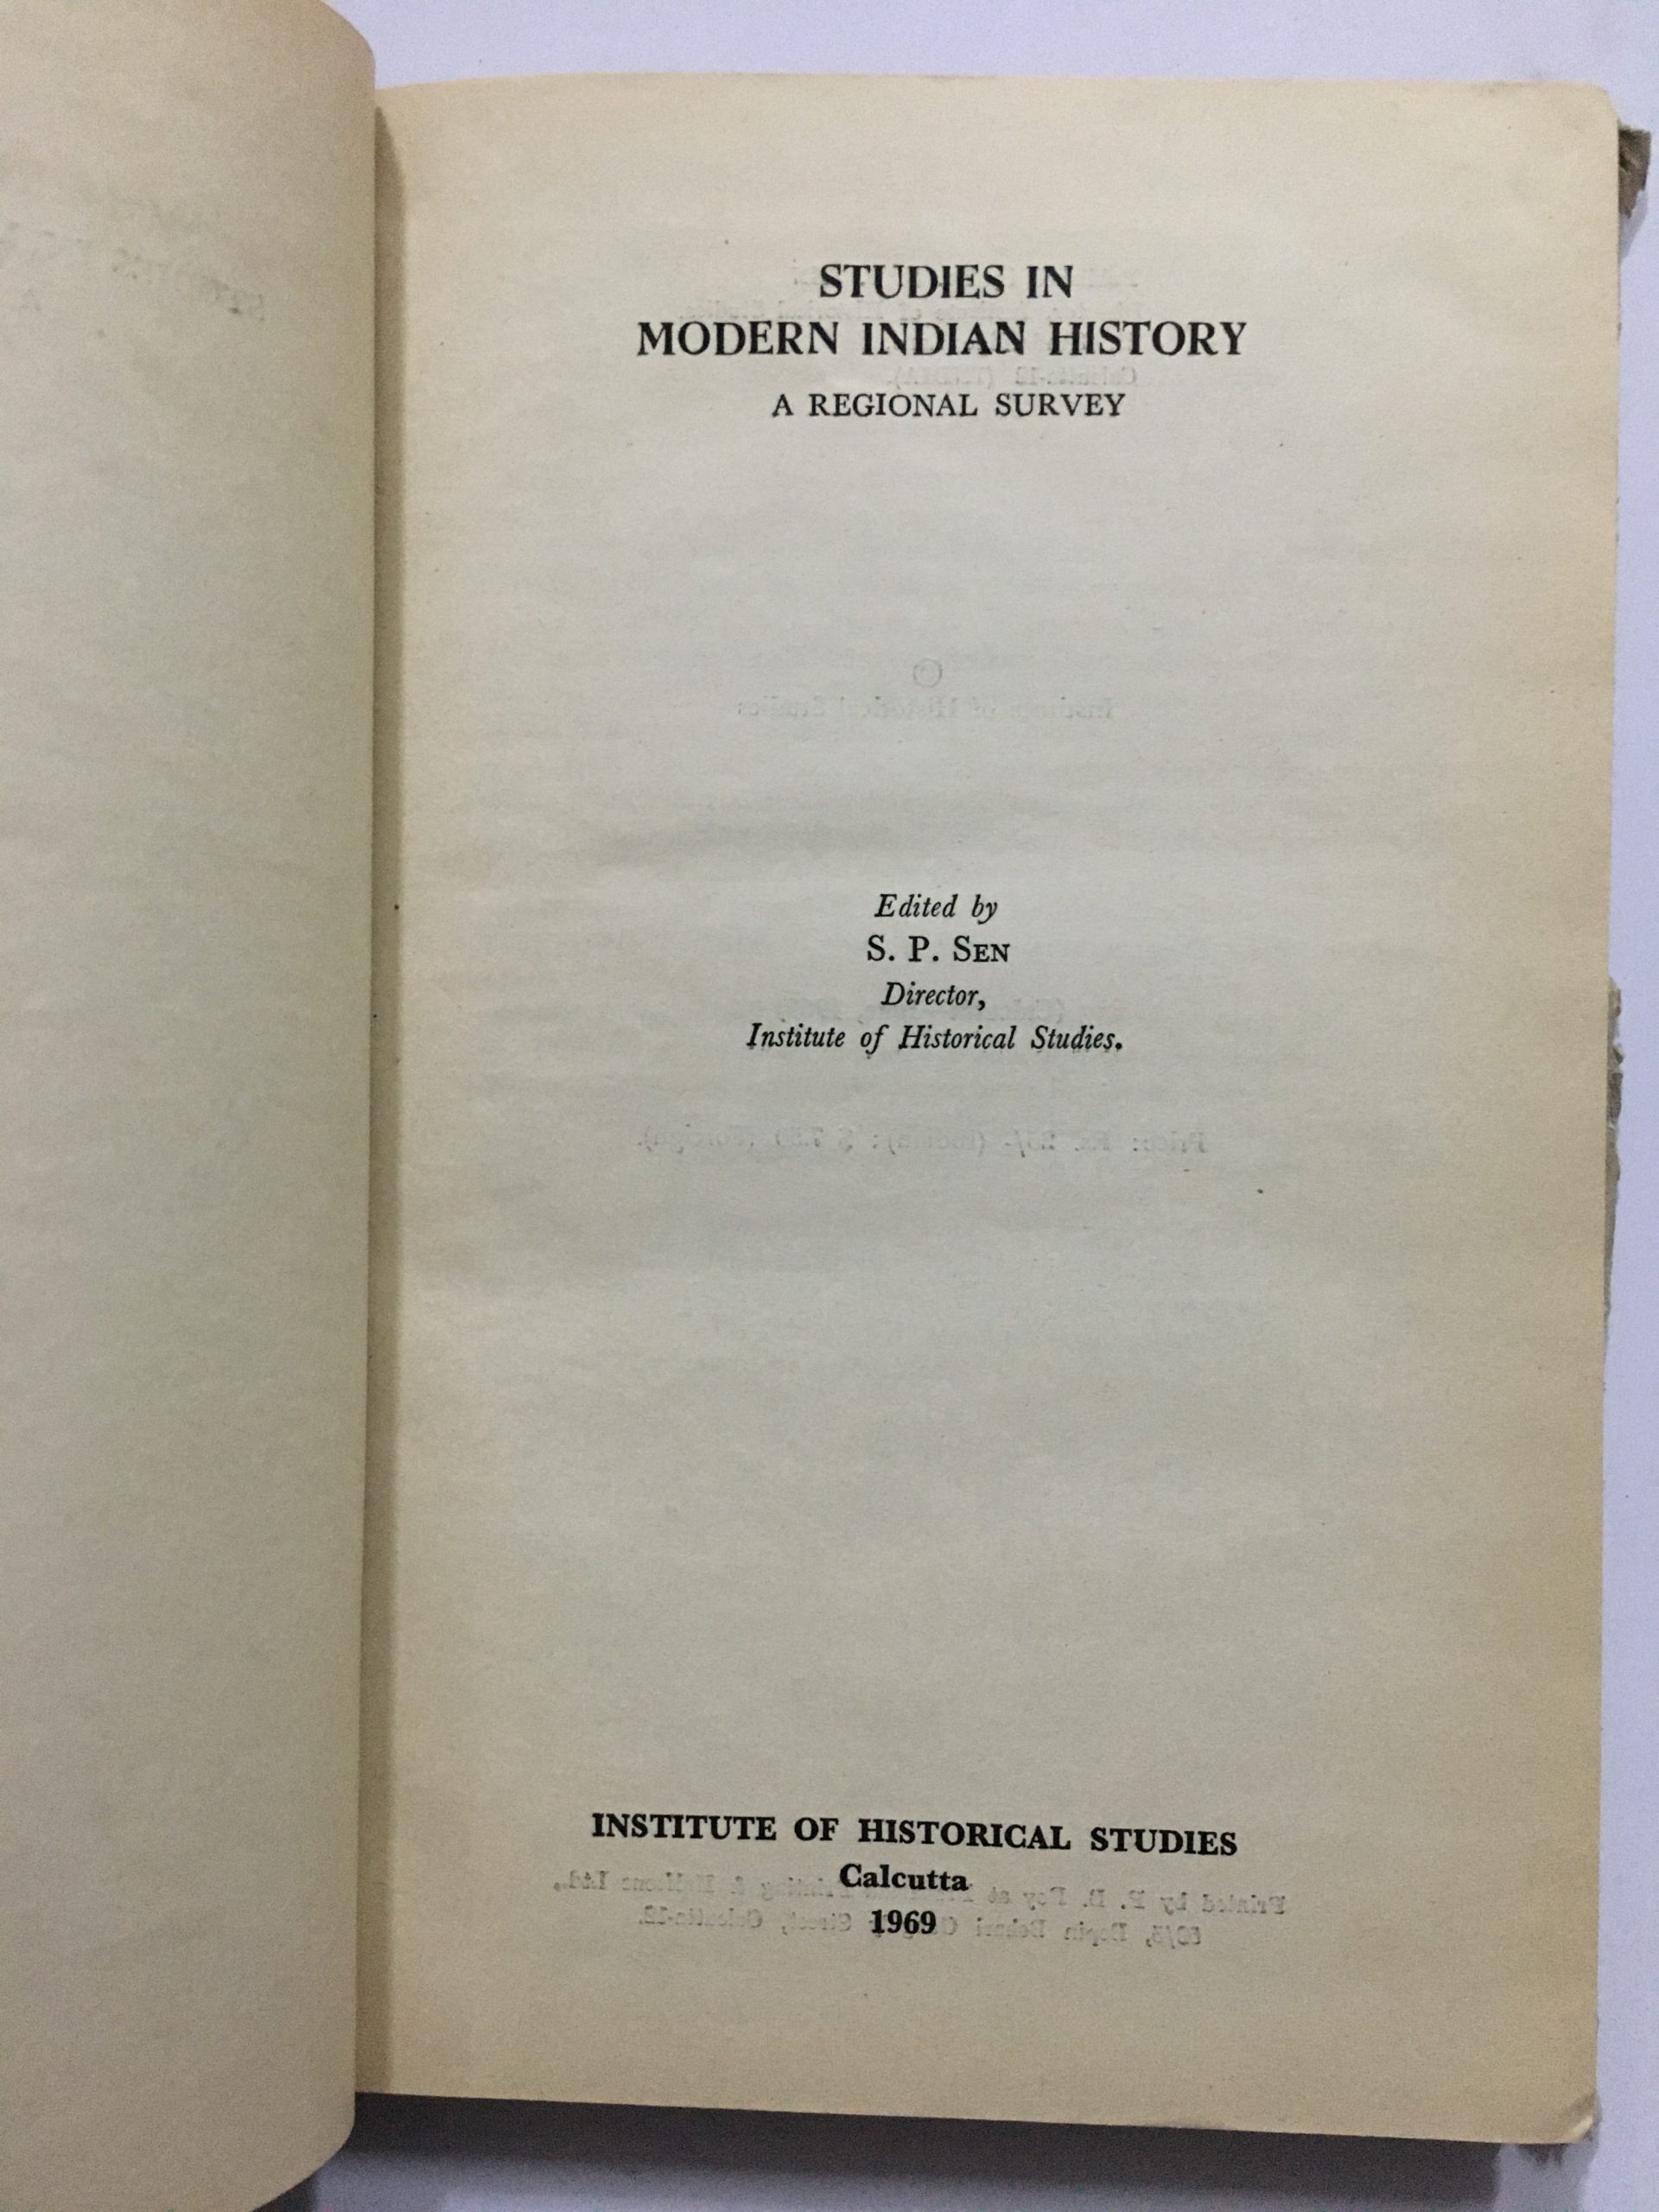 STUDIES IN
MODERN INDIAN HISTORY
A REGIONAL SURVEY
Edited by
S. P. SEN
Director,
Institute of Historical Studies.
INSTITUTE OF HISTORICAL STUDIES
Calcutta
1969